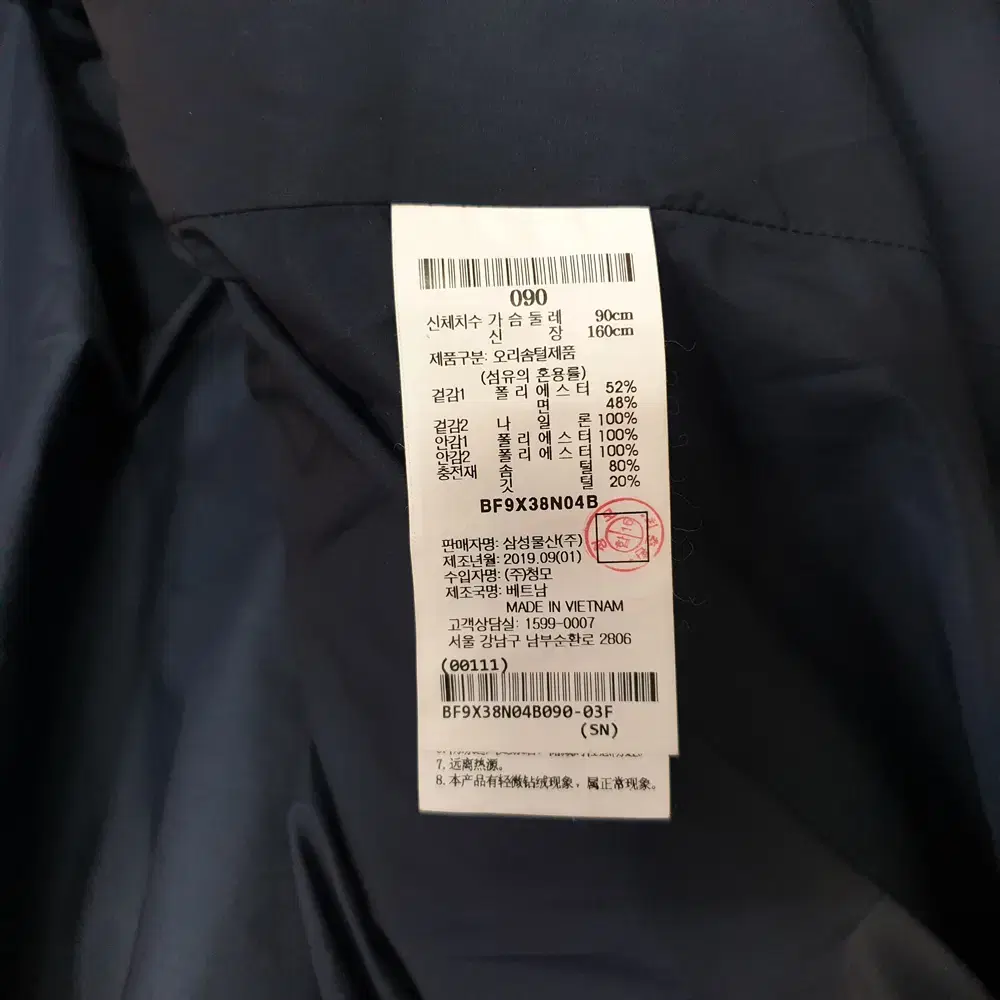 090
신체치수 가 슴 둘 레 90cm
신 장 160cm
제품구분: 오리솜털제품
(섬유의 혼용률)
겉감1 폴 리 에 스 터 52%
면 48%
겉감2 나 일 론 100%
안감1 폴 리 에 스 터 100%
안감2 폴 리 에 스 터 100%
충전재 솜 털 80%
깃 털 20%
BF9X38N04B
판매자명: 삼성물산(주)
제조년월: 2019.09(01)
수입자명: (주)청모
제조국명: 베트남
MADE IN VIETNAM
고객상담실: 1599-0007
서울 강남구 남부순환로 2806
(00111)
BF9X38N04B090-03F
(SN)
7. 远离热源。
8. 本产品有轻微钻绒现象，属正常现象。